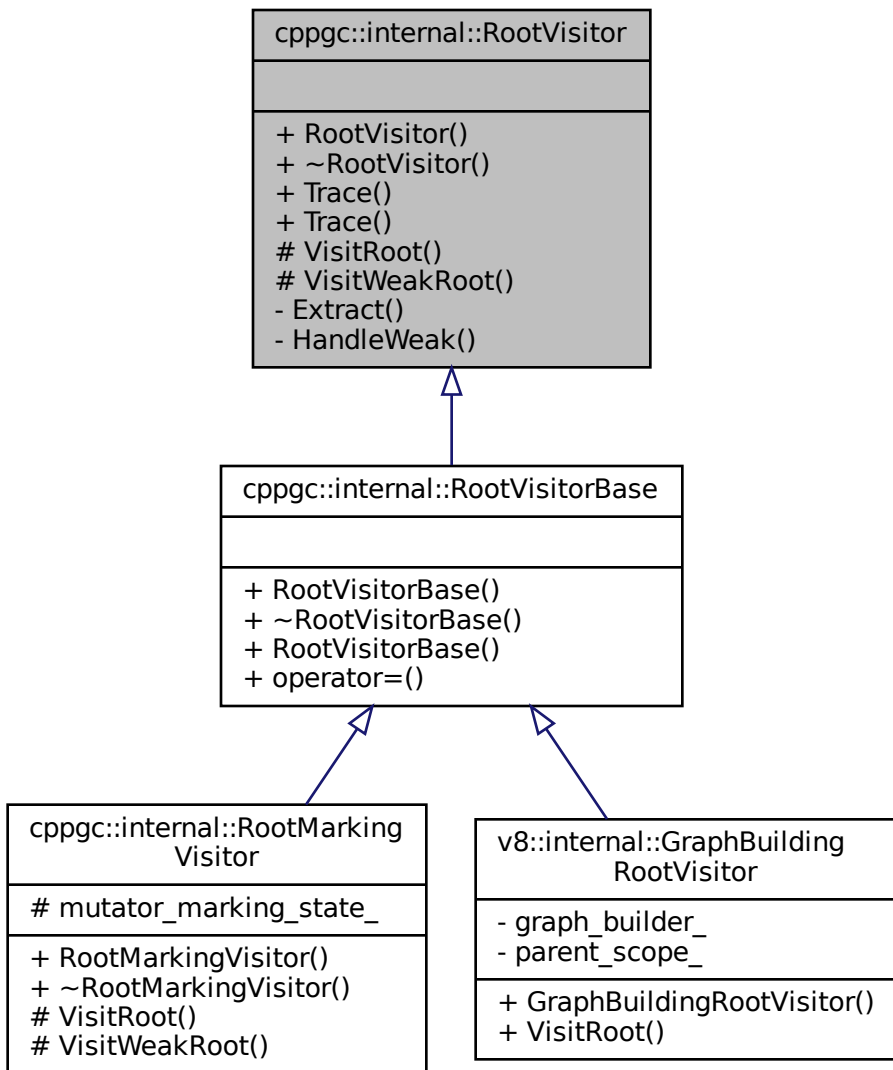 cppgc::internal::RootVisitor
+ RootVisitor()
+ ~RootVisitor()
+ Trace()
+ Trace()
# VisitRoot()
# VisitWeakRoot()
- Extract()
- HandleWeak()
cppgc::internal::RootVisitorBase
+ RootVisitorBase()
+ ~RootVisitorBase()
+ RootVisitorBase()
+ operator=()
cppgc::internal::RootMarking
Visitor
# mutator_marking_state_
+ RootMarkingVisitor()
+ ~RootMarkingVisitor()
# VisitRoot()
# VisitWeakRoot()
v8::internal::GraphBuilding
RootVisitor
- graph_builder_
- parent_scope_
+ GraphBuildingRootVisitor()
+ VisitRoot()